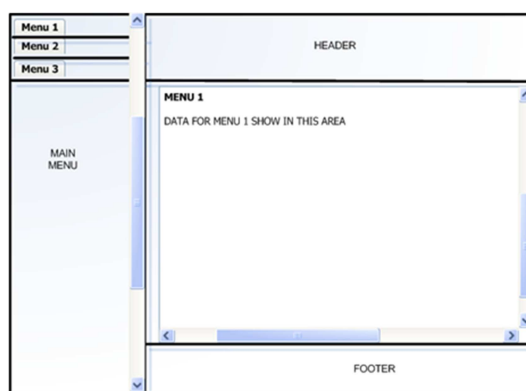 Menu 1
Menu 2
Menu 3
MAIN
MENU
HEADER
MENU 1
DATA FOR MENU 1 SHOW IN THIS AREA
FOOTER